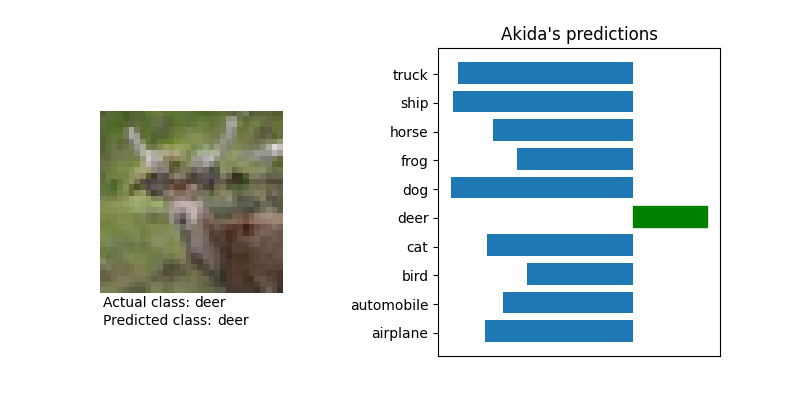 Akida's predictions
truck
ship
horse
frog
dog
deer
cat
bird
automobile
airplane
Actual class: deer
Predicted class: deer